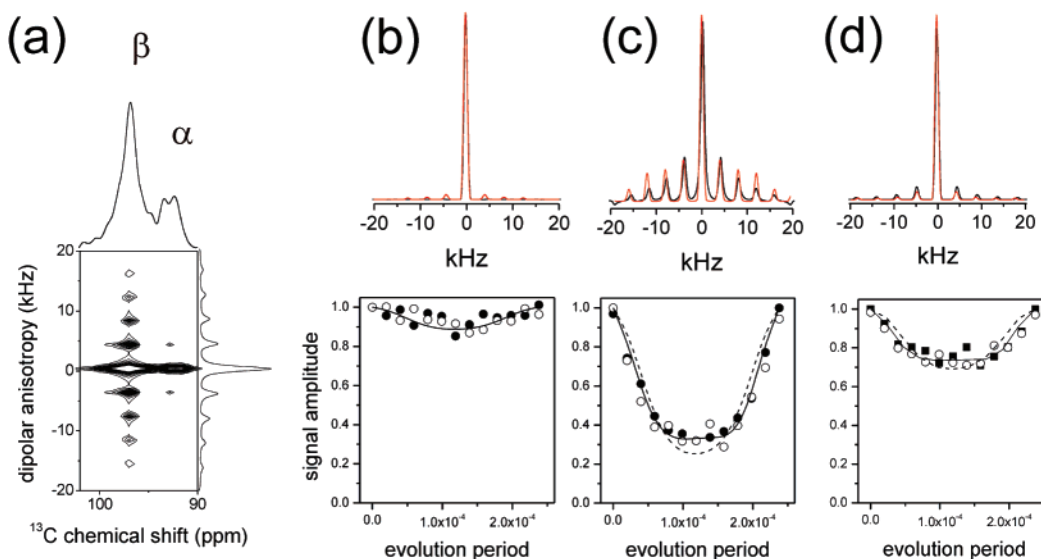 (a)
β
α
20
10
0
-10
-20
dipolar anisotropy (kHz)
100
90
¹³C chemical shift (ppm)
(b)
-20 -10 0 10 20
kHz
(c)
-20 -10 0 10 20
kHz
(d)
-20 -10 0 10 20
kHz
signal amplitude
1.0
0.8
0.6
0.4
0.2
0.0
0.0 1.0x10⁻⁴ 2.0x10⁻⁴
evolution period
1.0
0.8
0.6
0.4
0.2
0.0
0.0 1.0x10⁻⁴ 2.0x10⁻⁴
evolution period
1.0
0.8
0.6
0.4
0.2
0.0
0.0 1.0x10⁻⁴ 2.0x10⁻⁴
evolution period